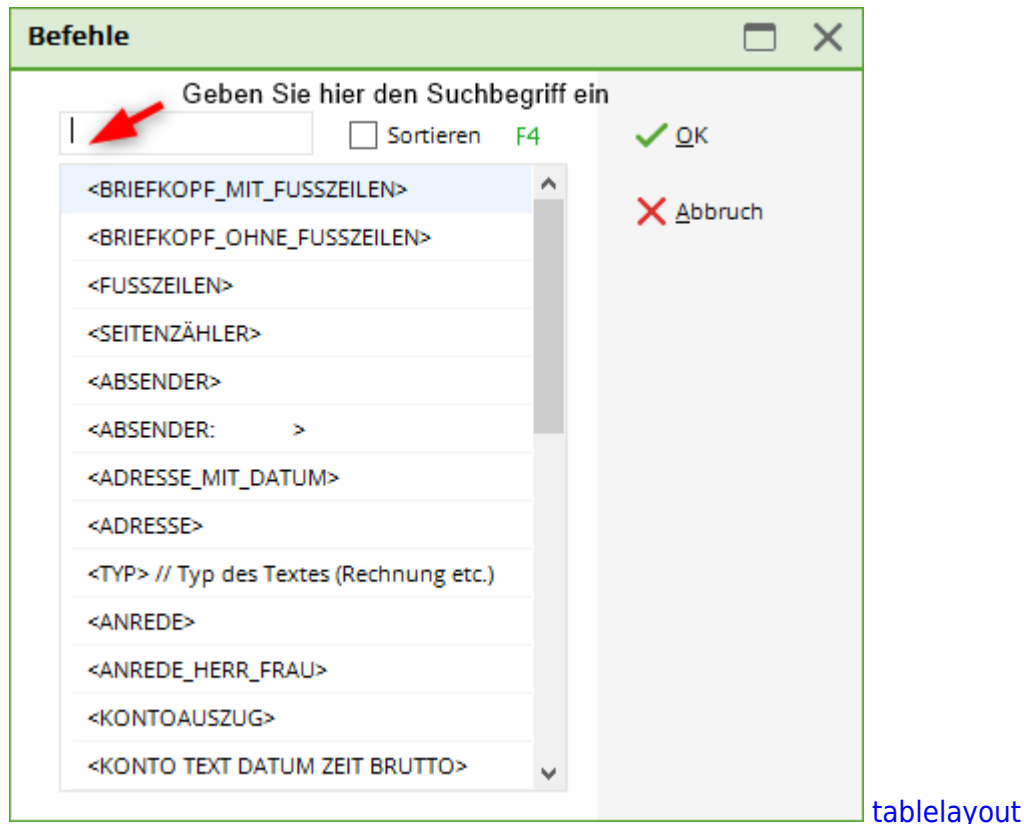 Befehle
Geben Sie hier den Suchbegriff ein
Sortieren F4
OK
Abbruch
<BRIEFKOPF_MIT_FUSSZEILEN>
<BRIEFKOPF_OHNE_FUSSZEILEN>
<FUSSZEILEN>
<SEITENZÄHLER>
<ABSENDER>
<ABSENDER:            >
<ADRESSE_MIT_DATUM>
<ADRESSE>
<TYP> // Typ des Textes (Rechnung etc.)
<ANREDE>
<ANREDE_HERR_FRAU>
<KONTOAUSZUG>
<KONTO TEXT DATUM ZEIT BRUTTO>
tablelayout